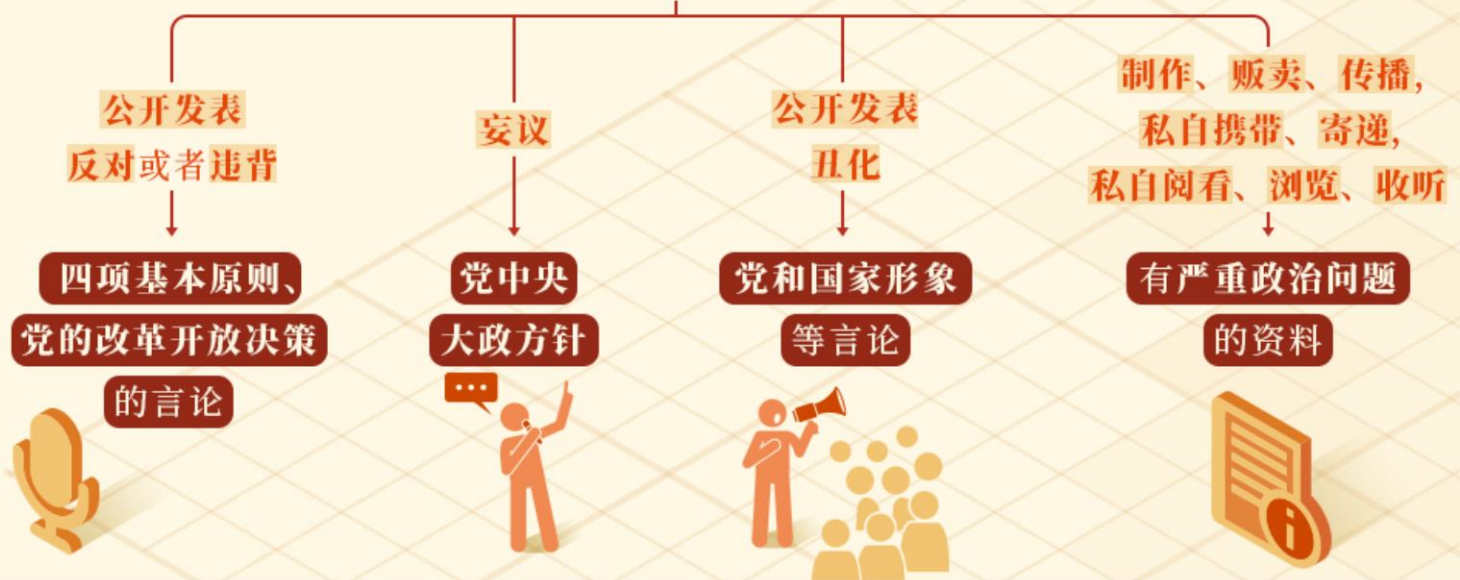 公开发表
反对或者违背
四项基本原则、
党的改革开放决策
的言论
妄议
党中央
大政方针
公开发表
丑化
党和国家形象
等言论
制作、贩卖、传播,
私自携带、寄递,
私自阅看、浏览、收听
有严重政治问题
的资料